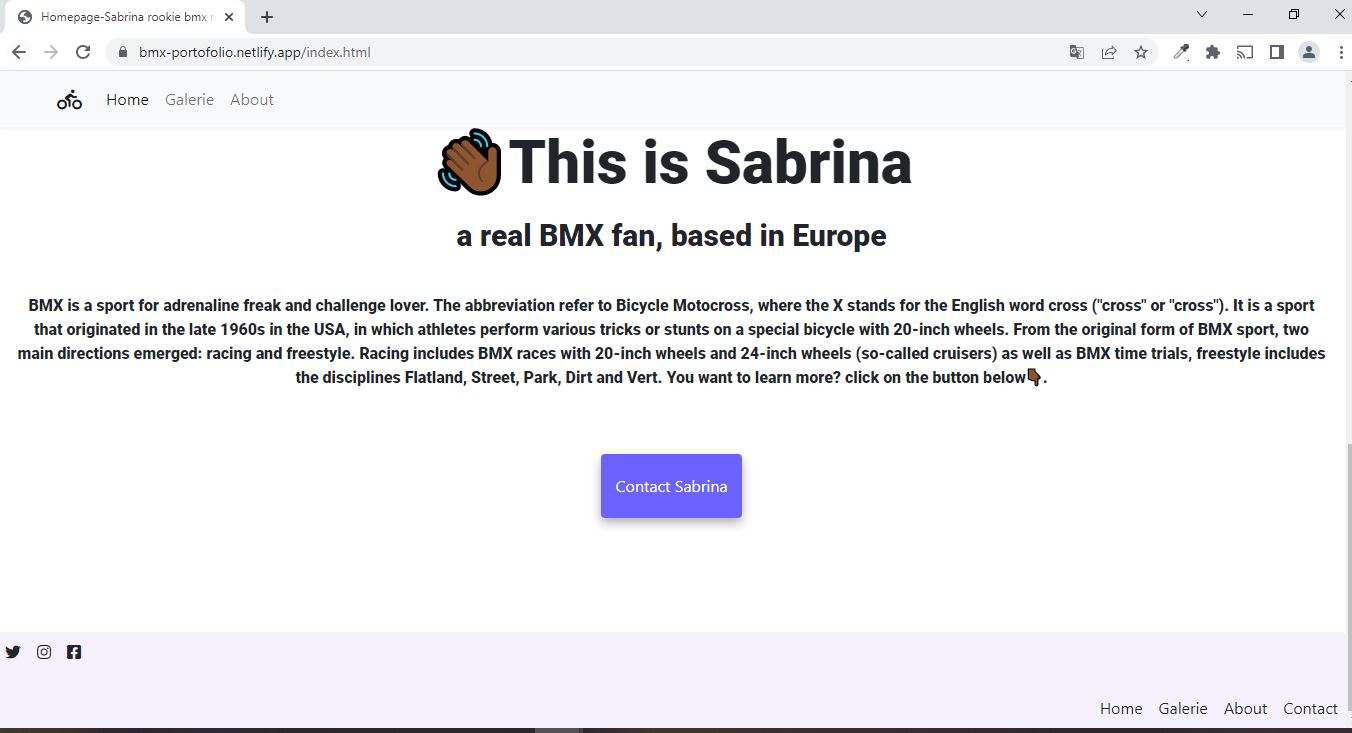 Homepage-Sabrina rookie bmx
bmx-portofolio.netlify.app/index.html
Home Galerie About
👋🏾This is Sabrina
a real BMX fan, based in Europe
BMX is a sport for adrenaline freak and challenge lover. The abbreviation refer to Bicycle Motocross, where the X stands for the English word cross ("cross" or "cross"). It is a sport
that originated in the late 1960s in the USA, in which athletes perform various tricks or stunts on a special bicycle with 20-inch wheels. From the original form of BMX sport, two
main directions emerged: racing and freestyle. Racing includes BMX races with 20-inch wheels and 24-inch wheels (so-called cruisers) as well as BMX time trials, freestyle includes
the disciplines Flatland, Street, Park, Dirt and Vert. You want to learn more? click on the button below👇🏾.
Contact Sabrina
Home Galerie About Contact